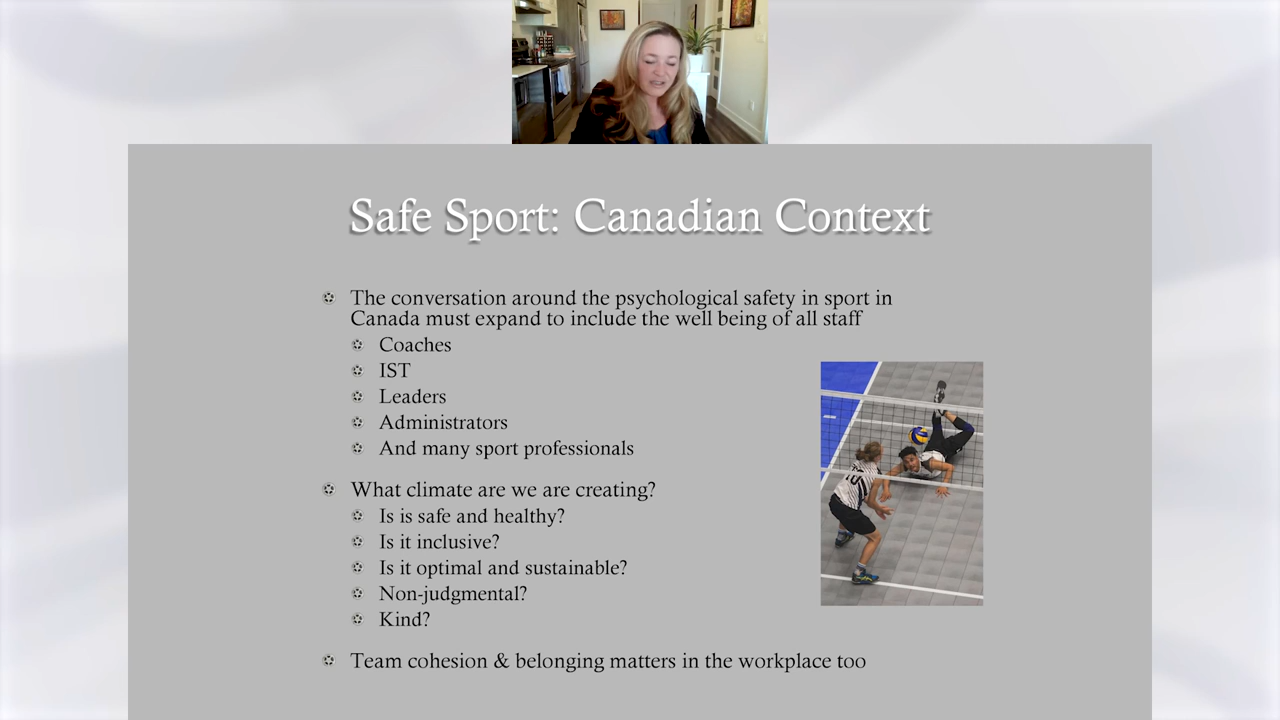 Safe Sport: Canadian Context
The conversation around the psychological safety in sport in
Canada must expand to include the well being of all staff
Coaches
IST
Leaders
Administrators
And many sport professionals
What climate are we are creating?
Is is safe and healthy?
Is it inclusive?
Is it optimal and sustainable?
Non-judgmental?
Kind?
Team cohesion & belonging matters in the workplace too